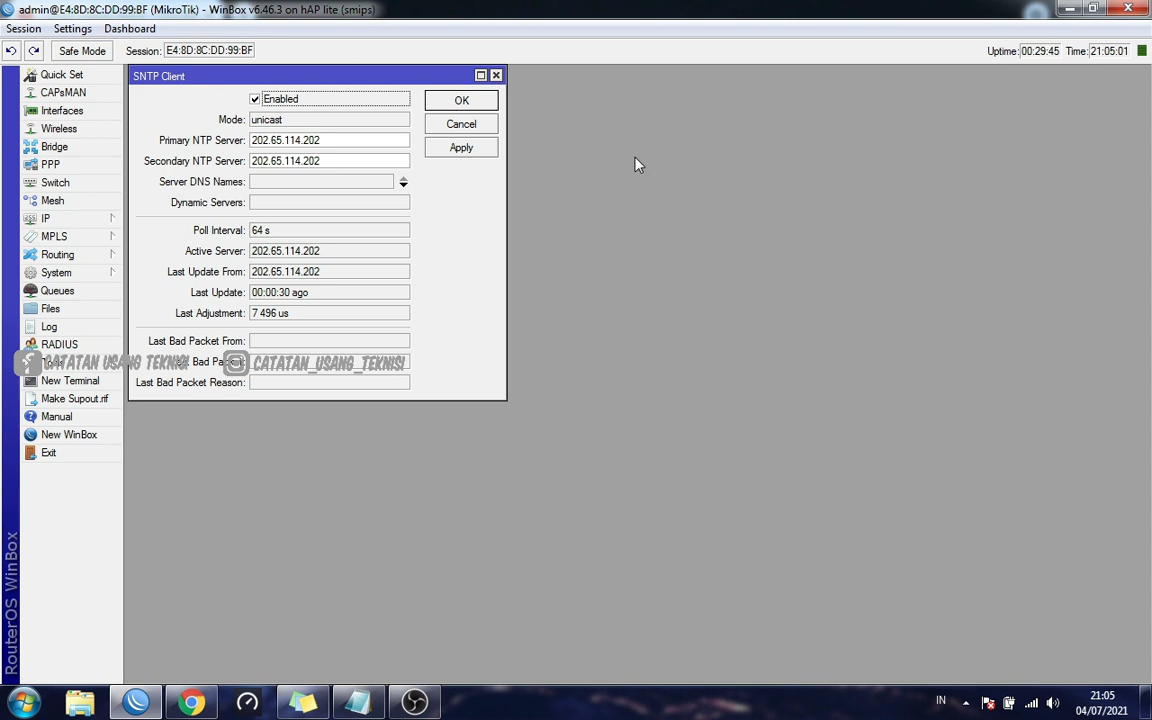 admin@E4:8D:8C:DD:99:BF (MikroTik) - WinBox v6.46.3 on hAP lite (smips)
Session Settings Dashboard
Safe Mode Session: E4:8D:8C:DD:99:BF Uptime: 00:29:45 Time: 21:05:01
Quick Set
CAPsMAN
Interfaces
Wireless
Bridge
PPP
Switch
Mesh
IP
MPLS
Routing
System
Queues
Files
Log
RADIUS
New Terminal
Make Supout.rif
Manual
New WinBox
Exit
RouterOS WinBox
SNTP Client
Enabled
Mode: unicast
Primary NTP Server: 202.65.114.202
Secondary NTP Server: 202.65.114.202
Server DNS Names:
Dynamic Servers:
Poll Interval: 64 s
Active Server: 202.65.114.202
Last Update From: 202.65.114.202
Last Update: 00:00:30 ago
Last Adjustment: 7 496 us
Last Bad Packet From:
Last Bad Packet:
Last Bad Packet Reason:
OK
Cancel
Apply
CATATAN USANG TEKNISI CATATAN_USANG_TEKNISI
IN
21:05
04/07/2021